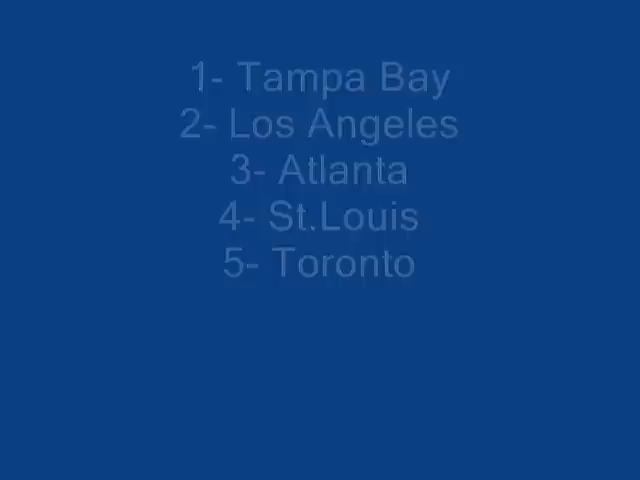 1- Tampa Bay
2- Los Angeles
3- Atlanta
4- St.Louis
5- Toronto